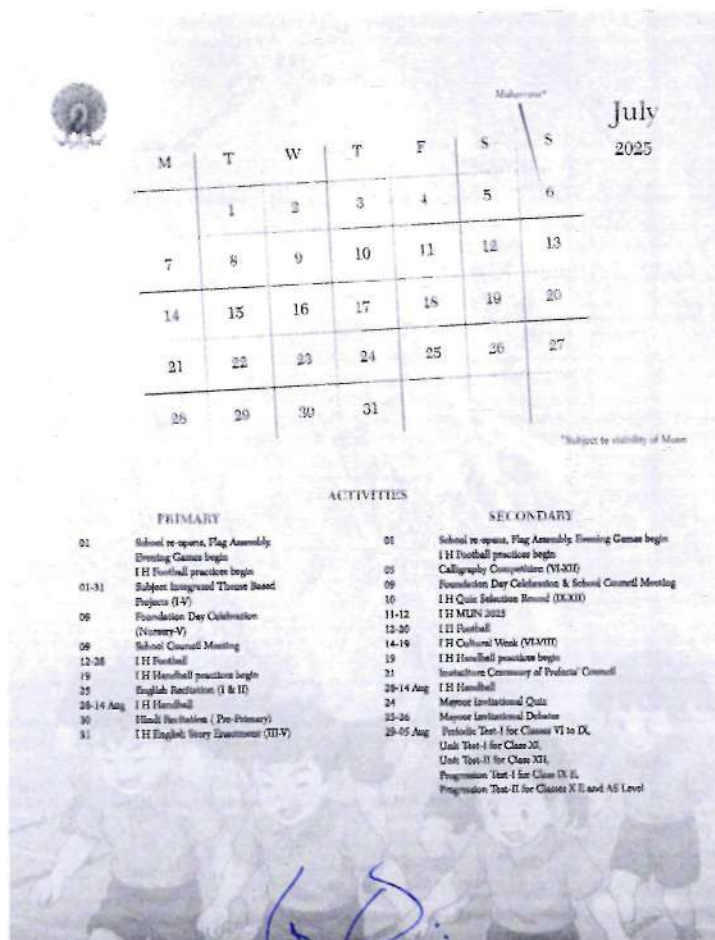 Muharram*
July
2025
M T W T F S S
1 2 3 4 5 6
7 8 9 10 11 12 13
14 15 16 17 18 19 20
21 22 23 24 25 26 27
28 29 30 31
*Subject to visibility of Moon
ACTIVITIES
PRIMARY
01 School re-opens, Flag Assembly,
Evening Games begin
I H Football practices begin
01-31 Subject Integrated Theme Based
Projects (I-V)
Foundation Day Celebration
(Nursery-V)
09 School Council Meeting
I H Football
19 I H Handball practices begin
25 English Recitation (I & II)
28-14 Aug I H Handball
30 Hindi Recitation ( Pre-Primary)
31 I H English Story Enactment (III-V)
SECONDARY
01 School re-opens, Flag Assembly, Evening Games begin
I H Football practices begin
Calligraphy Competition (VI-XII)
09 Foundation Day Celebration & School Council Meeting
10 I H Quiz Selection Round (IX-XII)
11-12 I H MUN 2025
I H Football
14-19 I H Cultural Week (VI-VIII)
19 I H Handball practices begin
21 Investiture Ceremony of Prefects' Council
28-14 Aug I H Handball
24 Mayoor Invitational Quiz
25-26 Mayoor Invitational Debates
29-05 Aug Periodic Test-I for Classes VI to IX,
Unit Test-I for Class XI,
Unit Test-II for Class XII,
Progression Test-I for Class IX E,
Progression Test-II for Classes X E and AS Level